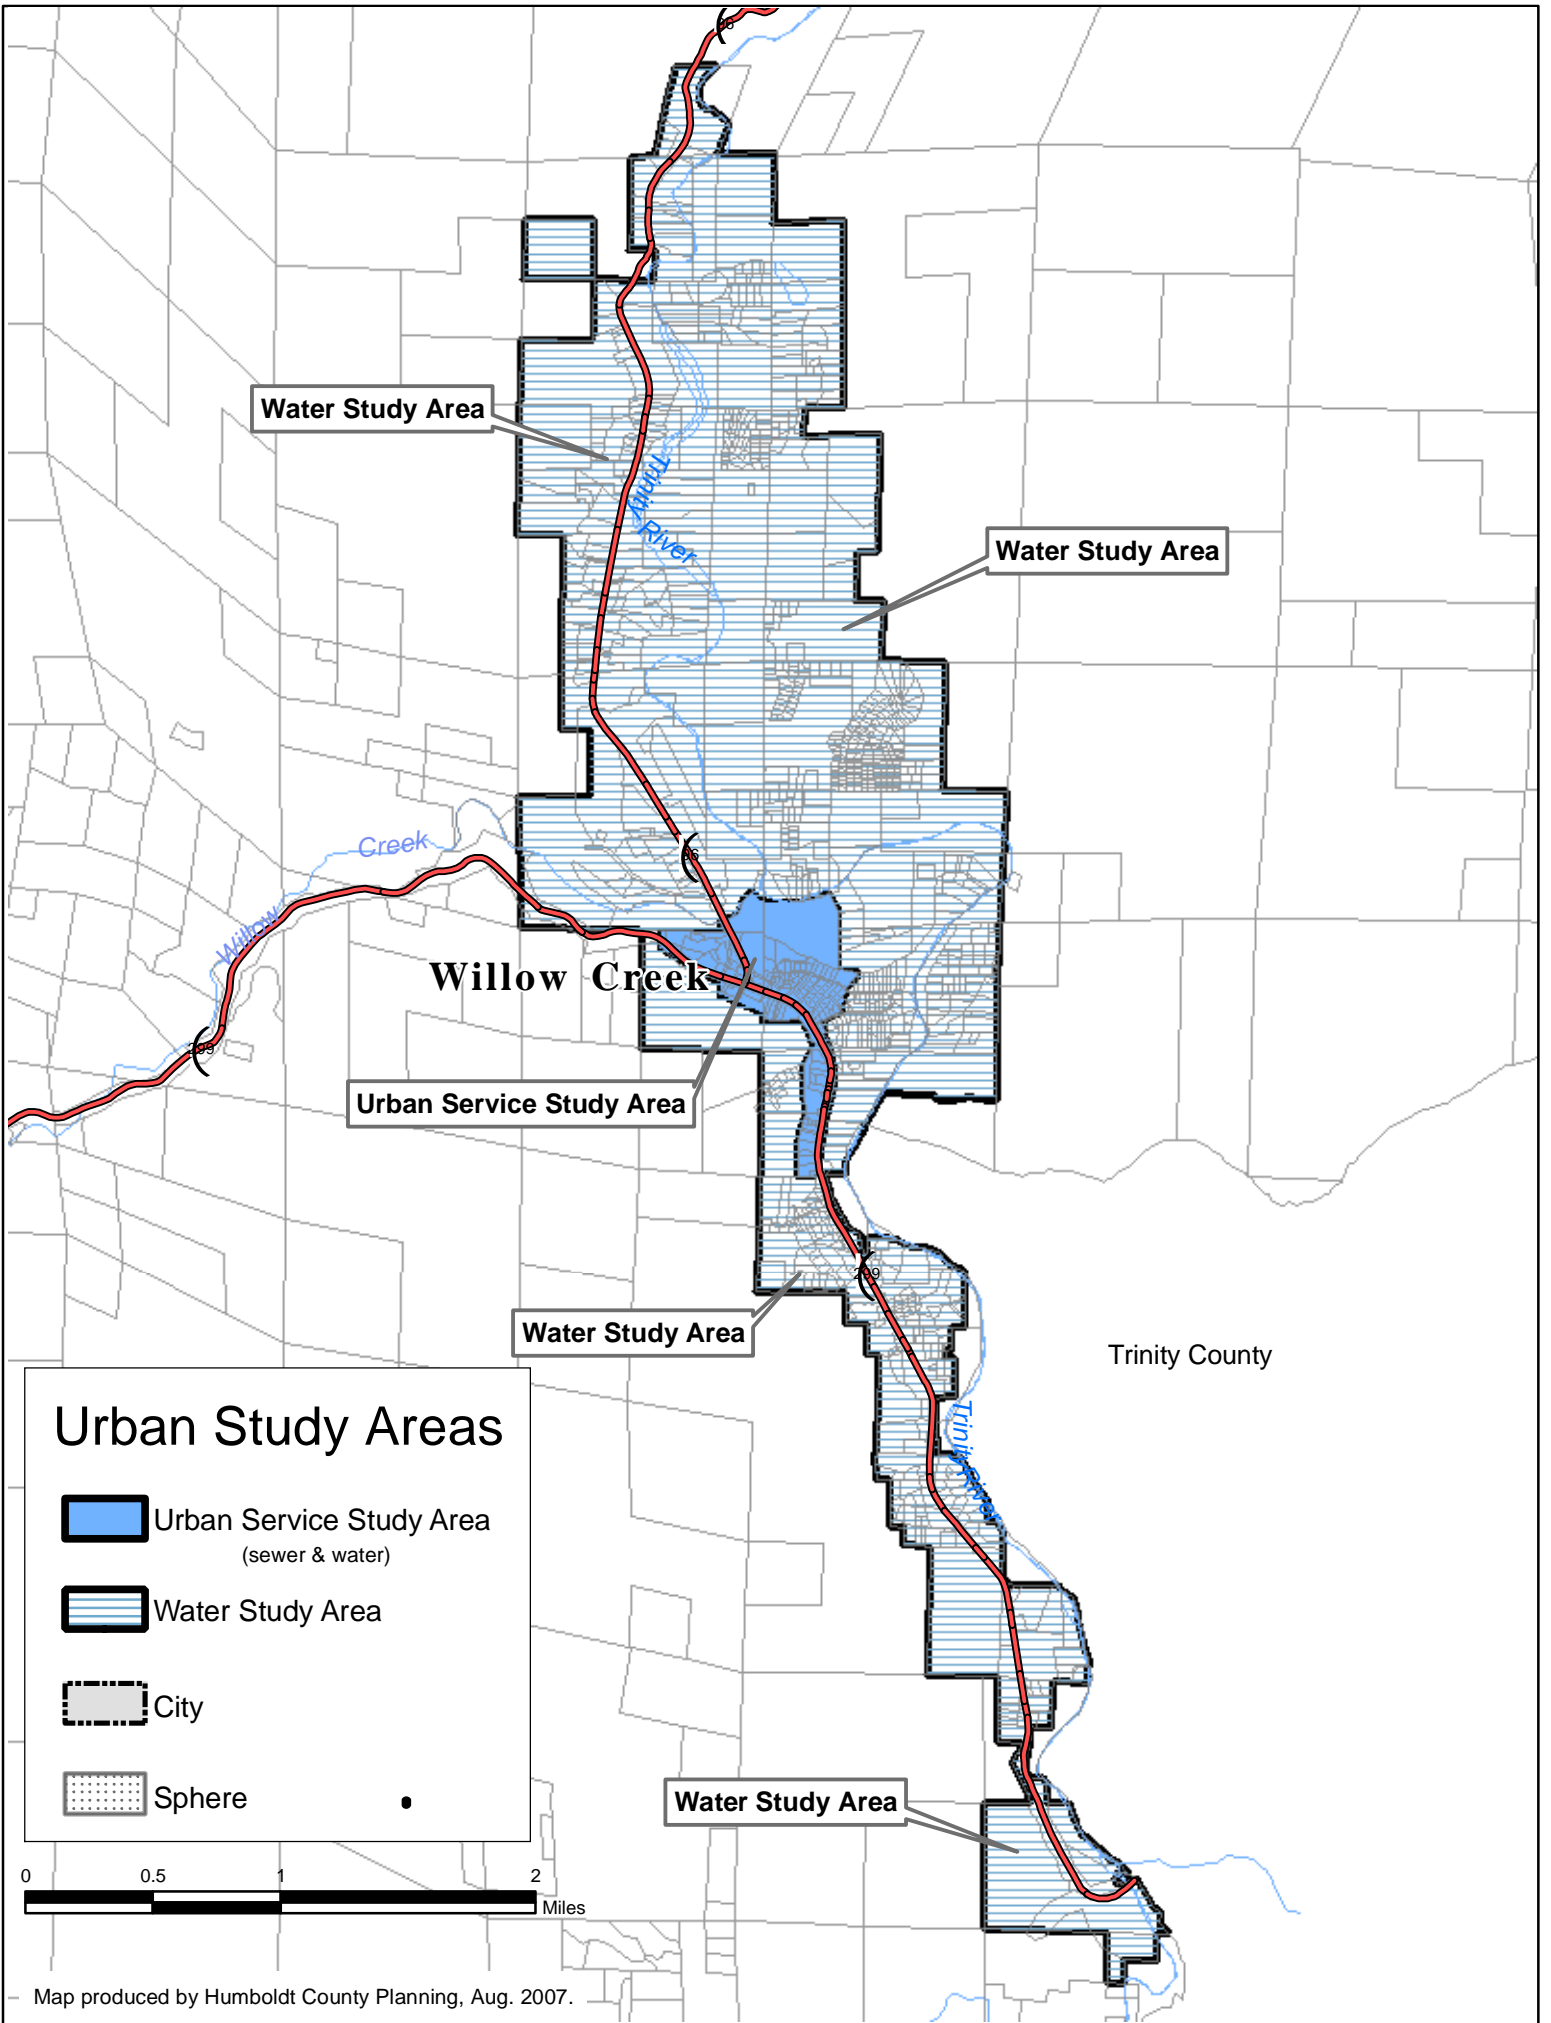 Water Study Area
Trinity River
Water Study Area
Creek
Willow
Willow Creek
299
Urban Service Study Area
299
Water Study Area
Trinity County
Trinity River
Urban Study Areas
Urban Service Study Area
(sewer & water)
Water Study Area
City
Sphere
Water Study Area
0 0.5 1 2
Miles
Map produced by Humboldt County Planning, Aug. 2007.